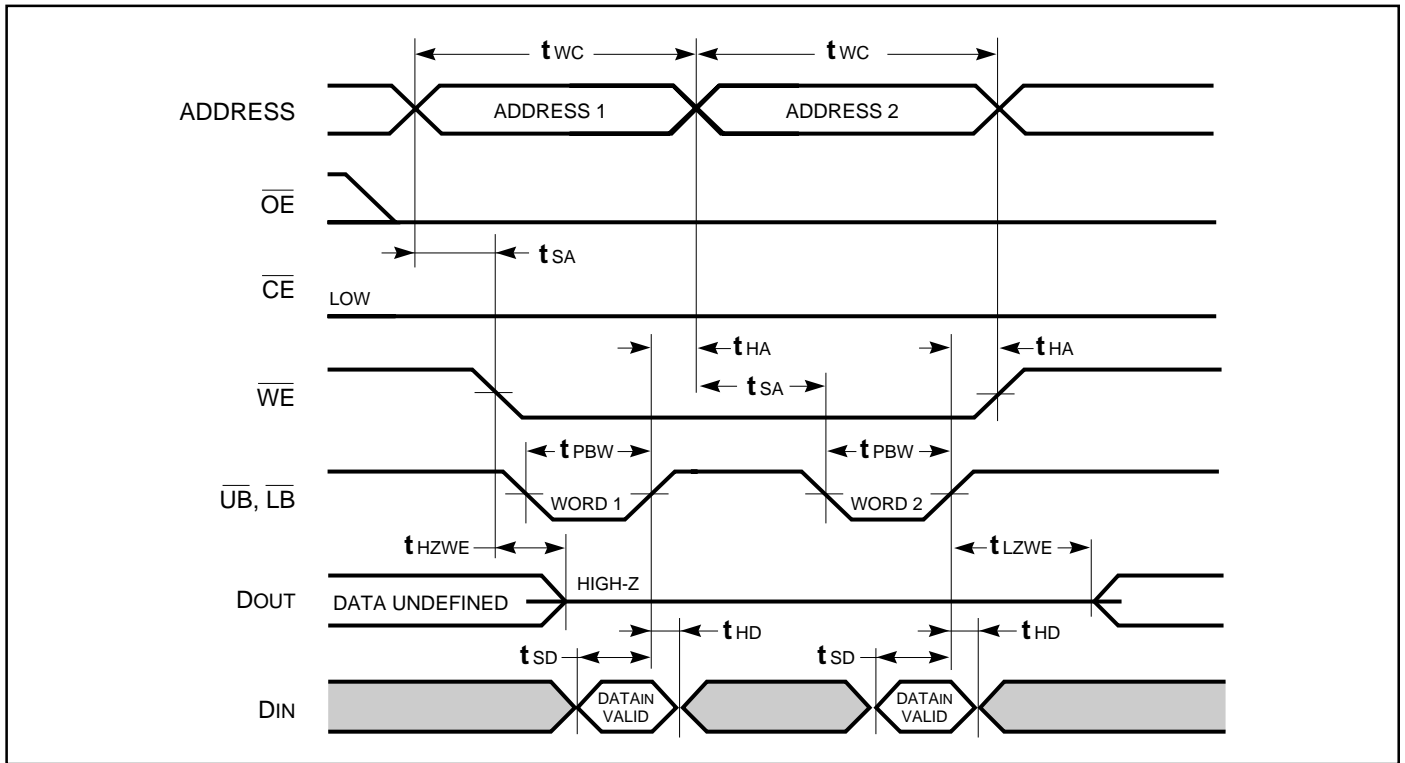 tWC tWC
ADDRESS ADDRESS 1 ADDRESS 2
OE
tSA
CE LOW
tHA tHA
WE tSA
tPBW tPBW
UB, LB WORD 1 WORD 2
tHZWE tLZWE
HIGH-Z
DOUT DATA UNDEFINED
tHD tHD
tSD tSD
DIN DATAIN VALID DATAIN VALID